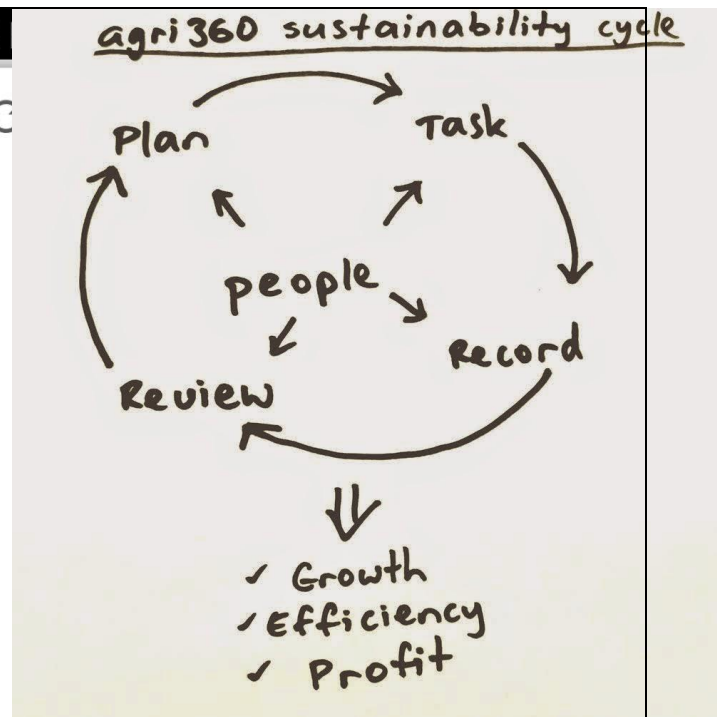 agri360 sustainability cycle
Plan
Task
people
Record
Review
✓ Growth
✓ Efficiency
✓ Profit